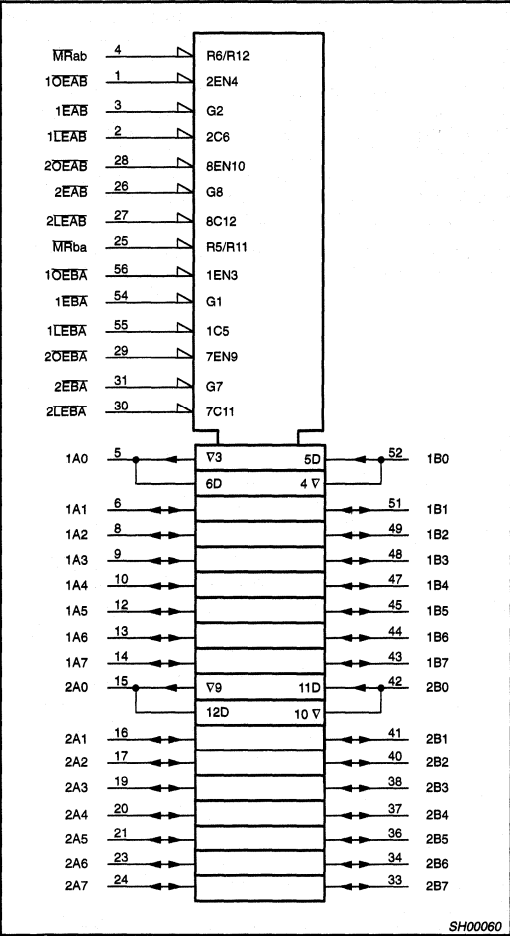 MRab 4 R6/R12
1OEAB 1 2EN4
1EAB 3 G2
1LEAB 2 2C6
2OEAB 28 8EN10
2EAB 26 G8
2LEAB 27 8C12
MRba 25 R5/R11
1OEBA 56 1EN3
1EBA 54 G1
1LEBA 55 1C5
2OEBA 29 7EN9
2EBA 31 G7
2LEBA 30 7C11
1A0 5 ∇3 5D 52 1B0
6D 4 ∇
1A1 6 51 1B1
1A2 8 49 1B2
1A3 9 48 1B3
1A4 10 47 1B4
1A5 12 45 1B5
1A6 13 44 1B6
1A7 14 43 1B7
2A0 15 ∇9 11D 42 2B0
12D 10 ∇
2A1 16 41 2B1
2A2 17 40 2B2
2A3 19 38 2B3
2A4 20 37 2B4
2A5 21 36 2B5
2A6 23 34 2B6
2A7 24 33 2B7
SH00060